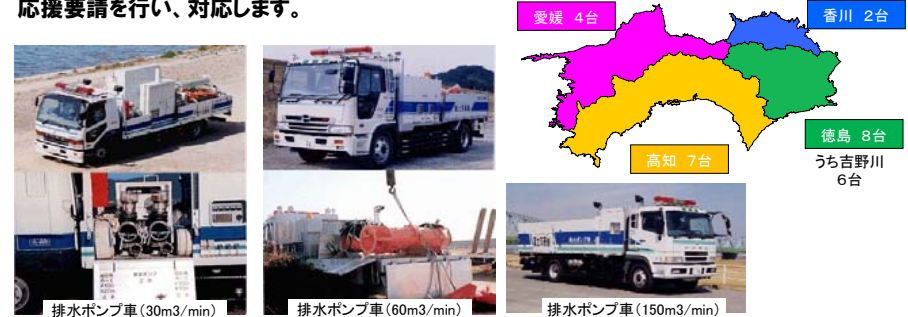 応援要請を行い、対応します。
愛媛 4台
香川 2台
徳島 8台
うち吉野川
6台
高知 7台
排水ポンプ車(30m3/min)
排水ポンプ車(60m3/min)
排水ポンプ車(150m3/min)